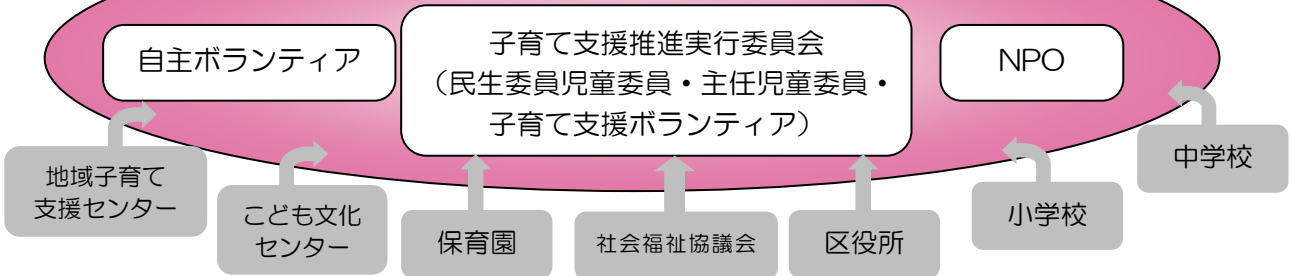 自主ボランティア
子育て支援推進実行委員会
（民生委員児童委員・主任児童委員・
子育て支援ボランティア）
NPO
地域子育て
支援センター
こども文化
センター
保育園
社会福祉協議会
区役所
小学校
中学校